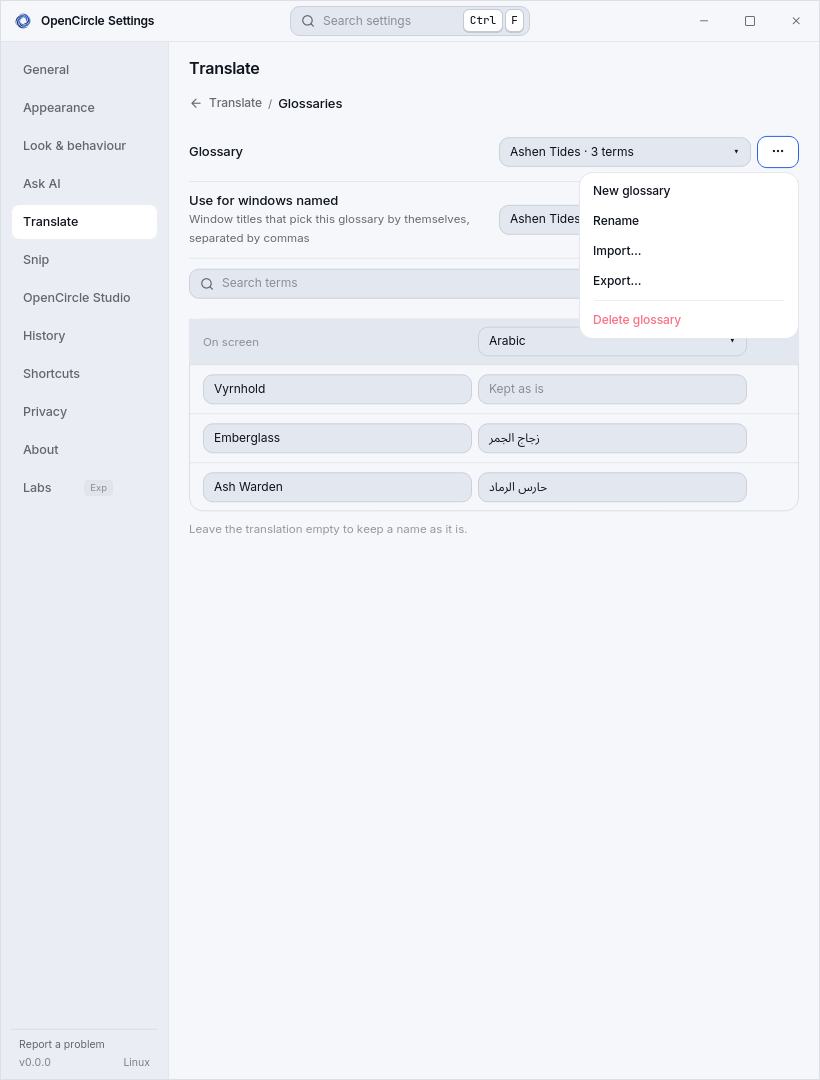 OpenCircle Settings
Search settings
Ctrl F
General
Appearance
Look & behaviour
Ask AI
Translate
Snip
OpenCircle Studio
History
Shortcuts
Privacy
About
Labs Exp
Report a problem
v0.0.0 Linux
Translate
← Translate / Glossaries
Glossary
Ashen Tides · 3 terms
...
New glossary
Rename
Import...
Export...
Delete glossary
Use for windows named
Window titles that pick this glossary by themselves,
separated by commas
Ashen Tides
Search terms
On screen Arabic
Vyrnhold Kept as is
Emberglass زجاج الجمر
Ash Warden حارس الرماد
Leave the translation empty to keep a name as it is.